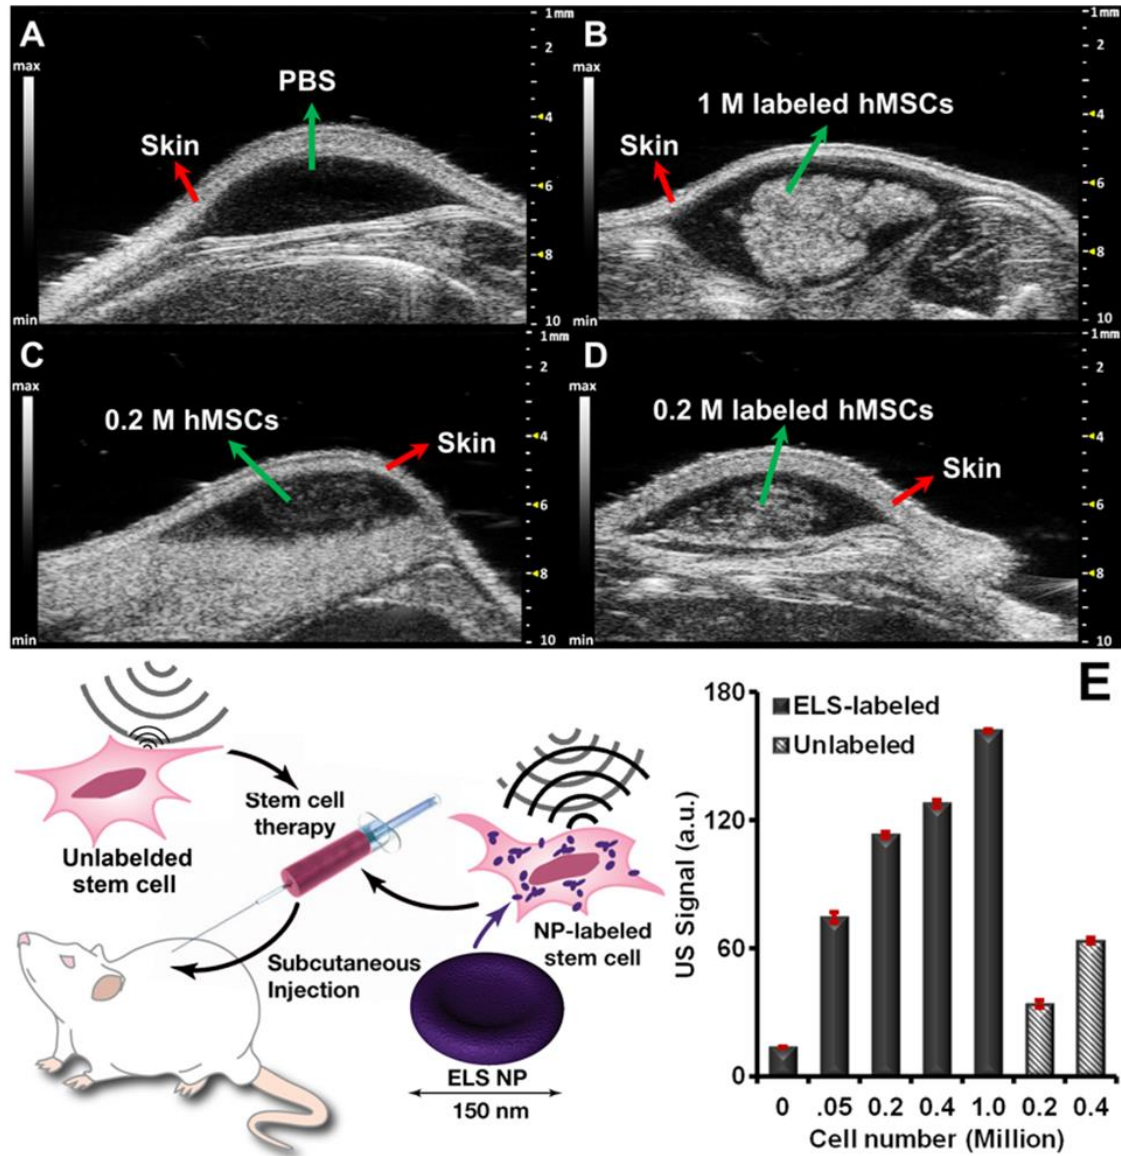 A
max
min
PBS
Skin
1mm
2
4
6
8
10
B
max
min
1 M labeled hMSCs
Skin
1mm
2
4
6
8
10
C
max
min
0.2 M hMSCs
Skin
1mm
2
4
6
8
10
D
max
min
0.2 M labeled hMSCs
Skin
1mm
2
4
6
8
10
Unlabelded
stem cell
Stem cell
therapy
Subcutaneous
Injection
NP-labeled
stem cell
ELS NP
150 nm
E
ELS-labeled
Unlabeled
US Signal (a.u.)
180
120
60
0
0 .05 0.2 0.4 1.0 0.2 0.4
Cell number (Million)